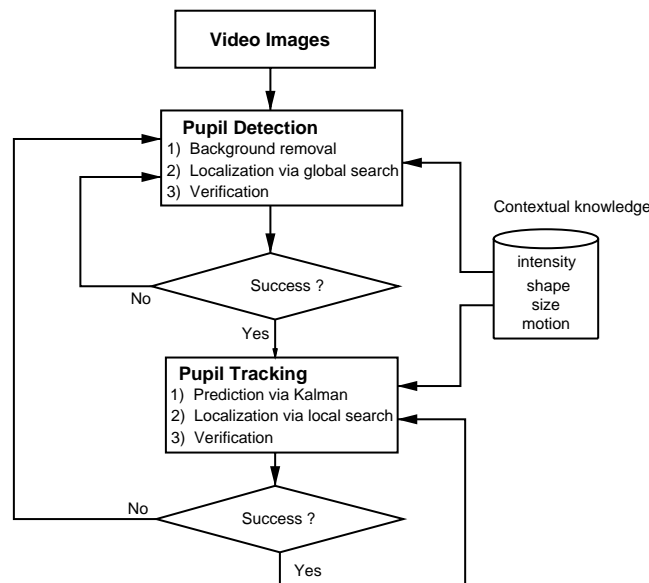 Video Images
Pupil Detection
1) Background removal
2) Localization via global search
3) Verification
Contextual knowledge
intensity
shape
size
motion
Success ?
No
Yes
Pupil Tracking
1) Prediction via Kalman
2) Localization via local search
3) Verification
No
Success ?
Yes